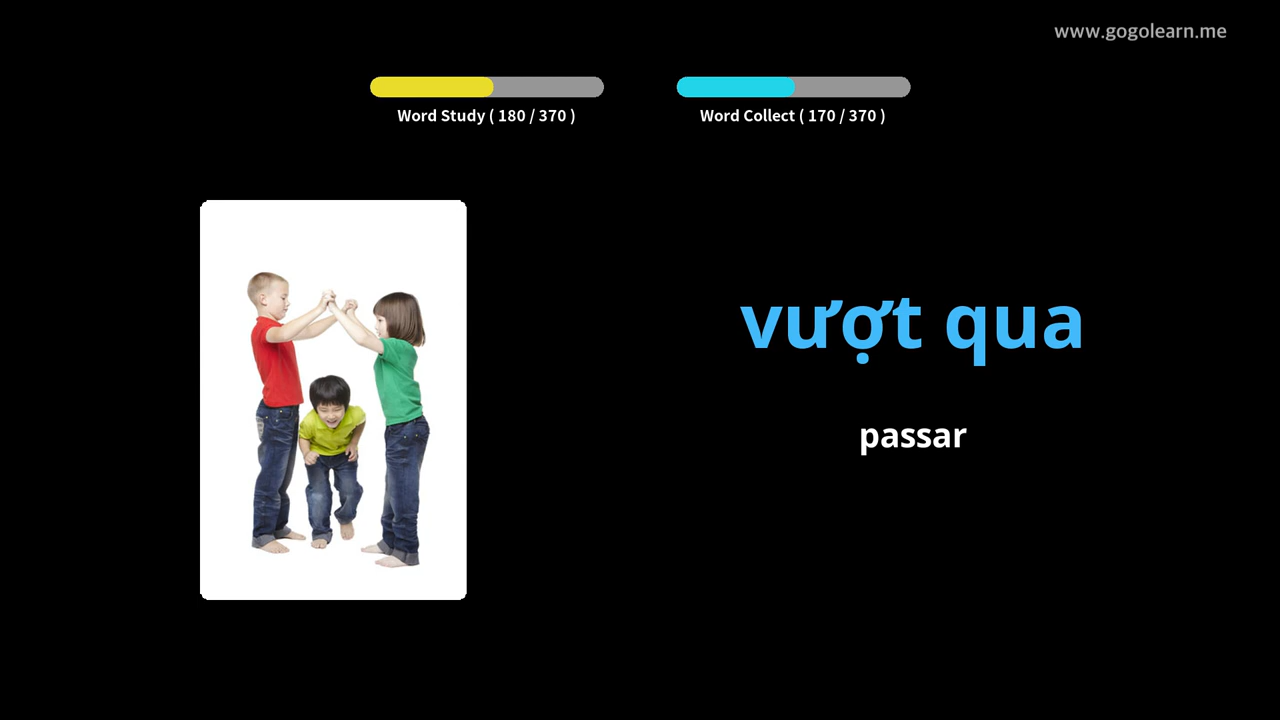 www.gogolearn.me
Word Study ( 180 / 370 )
Word Collect ( 170 / 370 )
vượt qua
passar